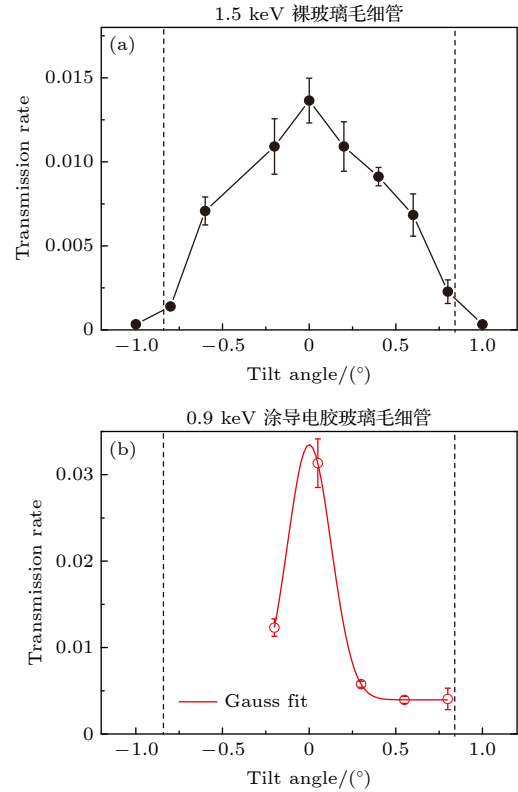 1.5 keV 裸玻璃毛细管
(a)
0.015
0.010
0.005
0
Transmission rate
−1.0 −0.5 0 0.5 1.0
Tilt angle/(°)
0.9 keV 涂导电胶玻璃毛细管
(b)
0.03
0.02
0.01
0
Transmission rate
Gauss fit
−1.0 −0.5 0 0.5 1.0
Tilt angle/(°)